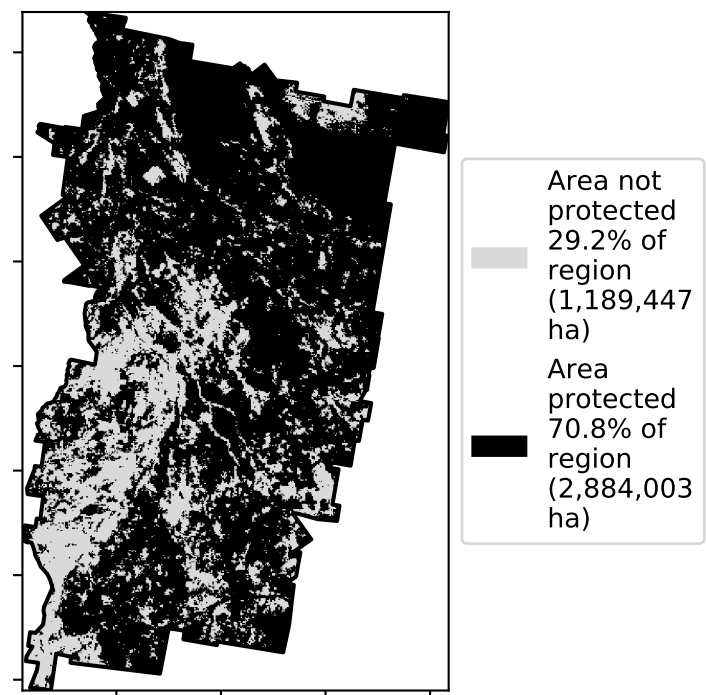 Area not
protected
29.2% of
region
(1,189,447
ha)
Area
protected
70.8% of
region
(2,884,003
ha)